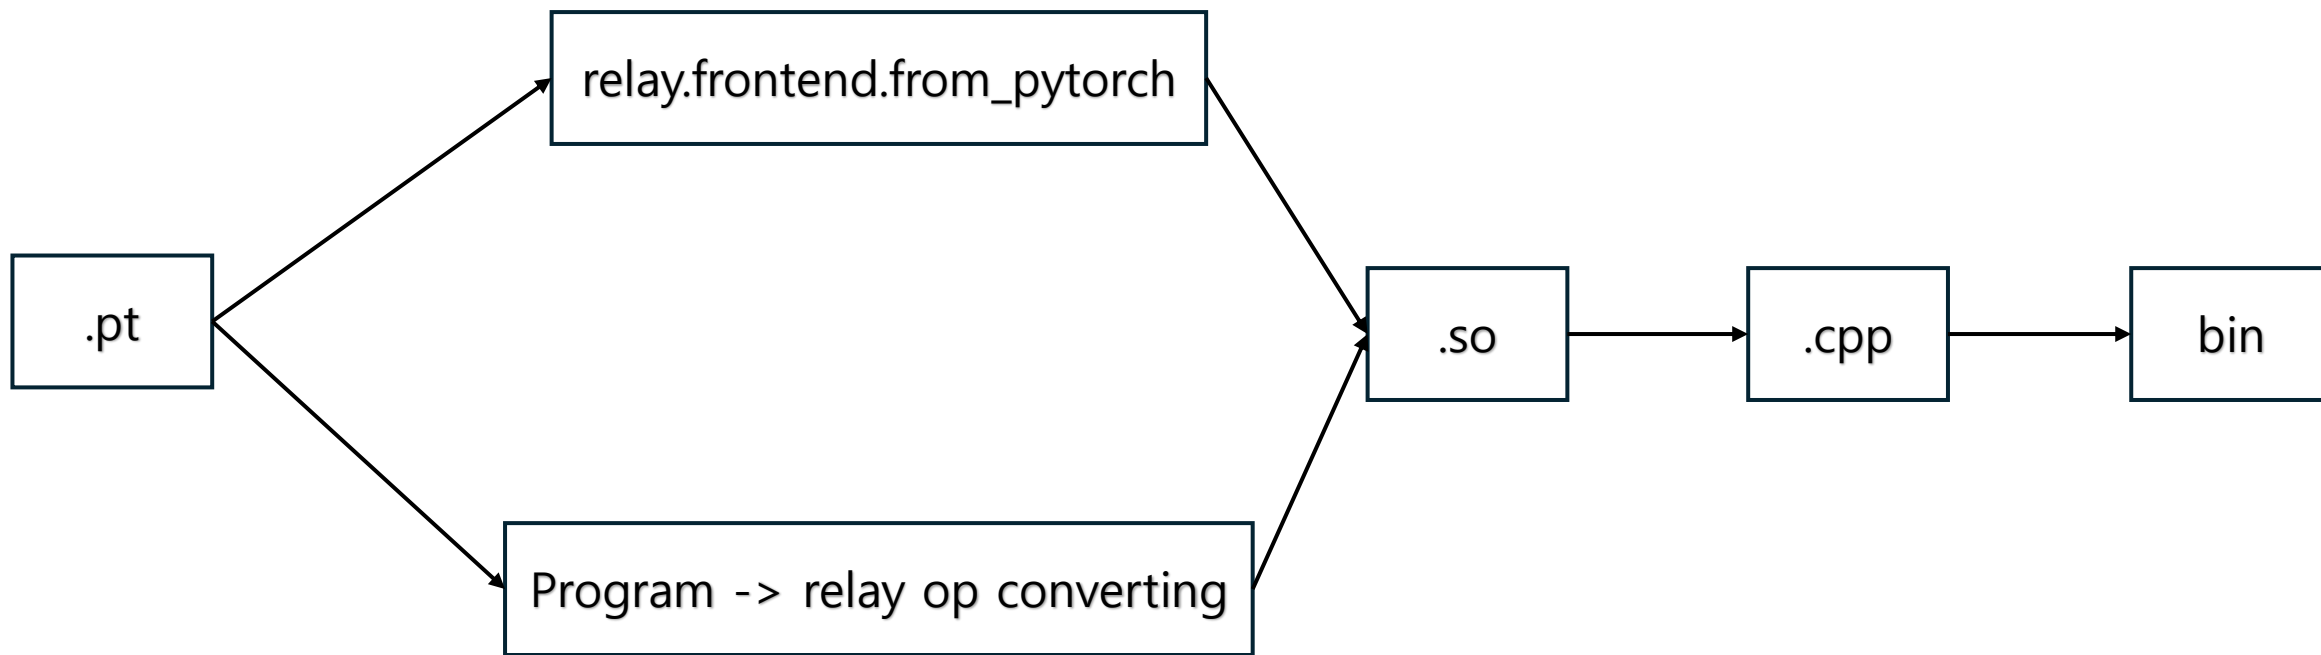 relay.frontend.from_pytorch
.pt
.so
.cpp
bin
Program -> relay op converting